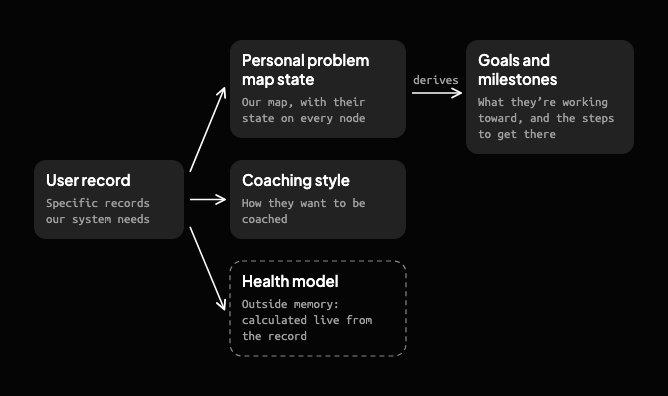 Personal problem
map state
Our map, with their
state on every node
derives
Goals and
milestones
What they’re working
toward, and the steps
to get there
User record
Specific records
our system needs
Coaching style
How they want to be
coached
Health model
Outside memory:
calculated live from
the record